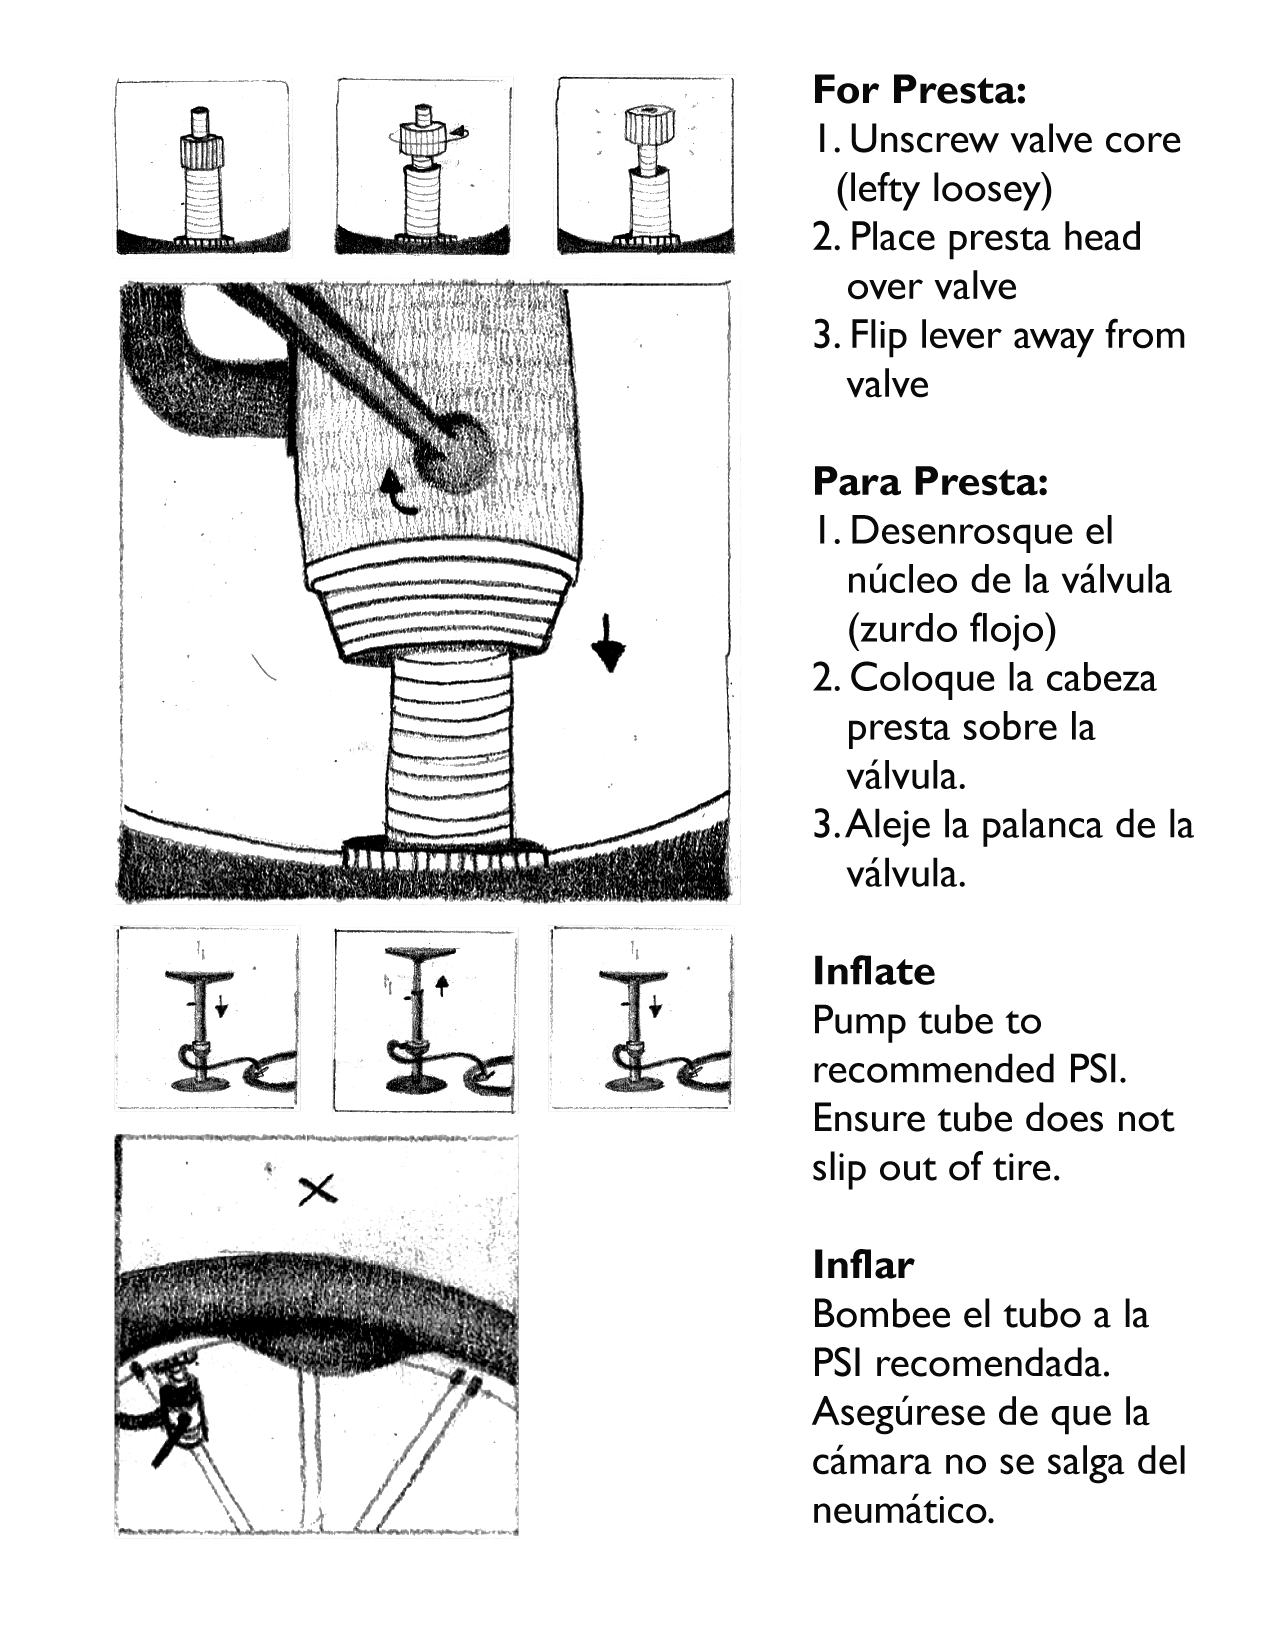 For Presta:
1. Unscrew valve core
(lefty loosey)
2. Place presta head
over valve
3. Flip lever away from
valve
Para Presta:
1. Desenrosque el
núcleo de la válvula
(zurdo flojo)
2. Coloque la cabeza
presta sobre la
válvula.
3. Aleje la palanca de la
válvula.
Inflate
Pump tube to
recommended PSI.
Ensure tube does not
slip out of tire.
Inflar
Bombee el tubo a la
PSI recomendada.
Asegúrese de que la
cámara no se salga del
neumático.